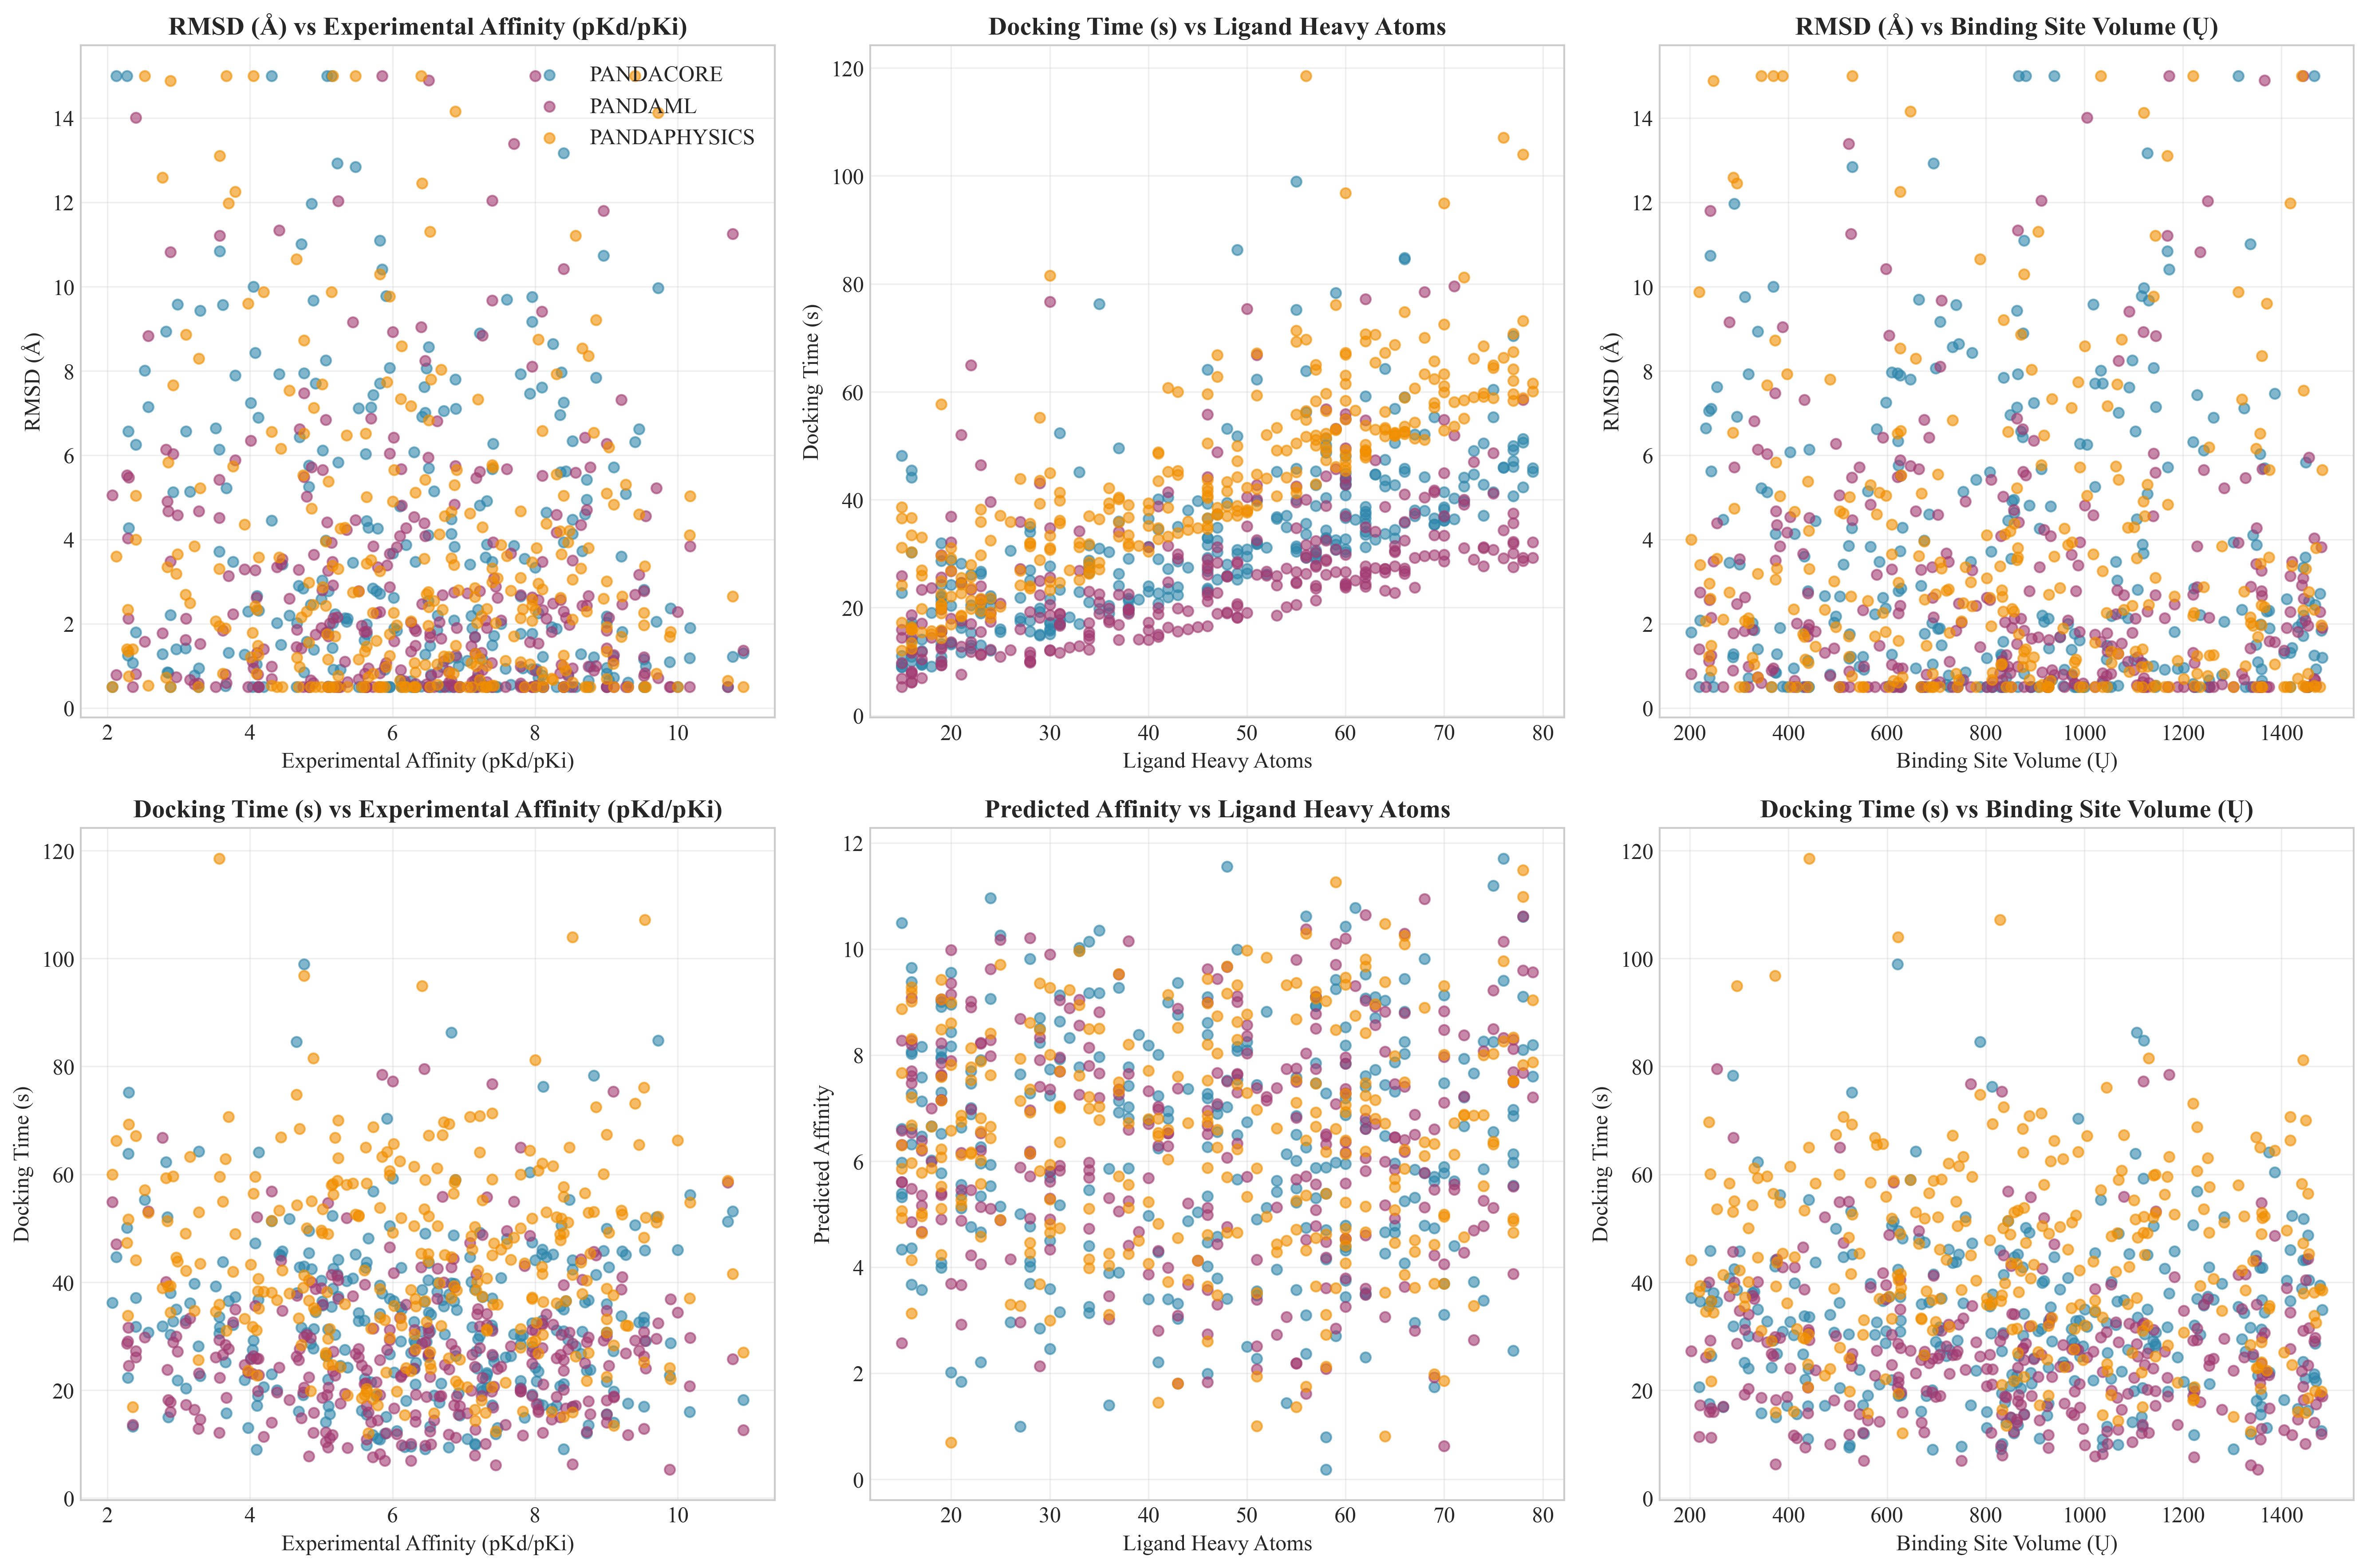 RMSD (Å) vs Experimental Affinity (pKd/pKi)
Docking Time (s) vs Ligand Heavy Atoms
RMSD (Å) vs Binding Site Volume (Ų)
PANDACORE
PANDAML
PANDAPHYSICS
RMSD (Å)
14
12
10
8
6
4
2
0
2 4 6 8 10
Experimental Affinity (pKd/pKi)
Docking Time (s)
120
100
80
60
40
20
0
20 30 40 50 60 70 80
Ligand Heavy Atoms
RMSD (Å)
14
12
10
8
6
4
2
0
200 400 600 800 1000 1200 1400
Binding Site Volume (Ų)
Docking Time (s) vs Experimental Affinity (pKd/pKi)
Predicted Affinity vs Ligand Heavy Atoms
Docking Time (s) vs Binding Site Volume (Ų)
Docking Time (s)
120
100
80
60
40
20
0
2 4 6 8 10
Experimental Affinity (pKd/pKi)
Predicted Affinity
12
10
8
6
4
2
0
20 30 40 50 60 70 80
Ligand Heavy Atoms
Docking Time (s)
120
100
80
60
40
20
0
200 400 600 800 1000 1200 1400
Binding Site Volume (Ų)